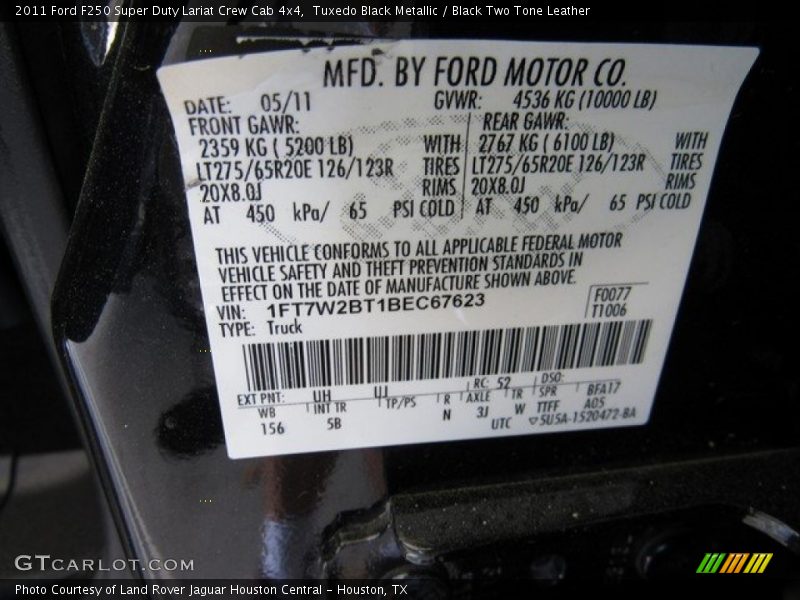 2011 Ford F250 Super Duty Lariat Crew Cab 4x4,  Tuxedo Black Metallic / Black Two Tone Leather
MFD. BY FORD MOTOR CO.
DATE: 05/11 GVWR: 4536 KG (10000 LB)
FRONT GAWR: REAR GAWR:
2359 KG ( 5200 LB) WITH 2767 KG ( 6100 LB) WITH
LT275/65R20E 126/123R TIRES LT275/65R20E 126/123R TIRES
20X8.0J RIMS 20X8.0J RIMS
AT 450 kPa/ 65 PSI COLD AT 450 kPa/ 65 PSI COLD
THIS VEHICLE CONFORMS TO ALL APPLICABLE FEDERAL MOTOR
VEHICLE SAFETY AND THEFT PREVENTION STANDARDS IN
EFFECT ON THE DATE OF MANUFACTURE SHOWN ABOVE.
VIN: 1FT7W2BT1BEC67623 F0077
TYPE: Truck T1006
EXT PNT: UH UJ RC: 52 DSO:
WB INT TR TP/PS R AXLE TR SPR BFA17
156 5B N 3J W TTFF A05
UTC ▽5U5A-1520472-BA
GTCARLOT.COM
Photo Courtesy of Land Rover Jaguar Houston Central - Houston, TX